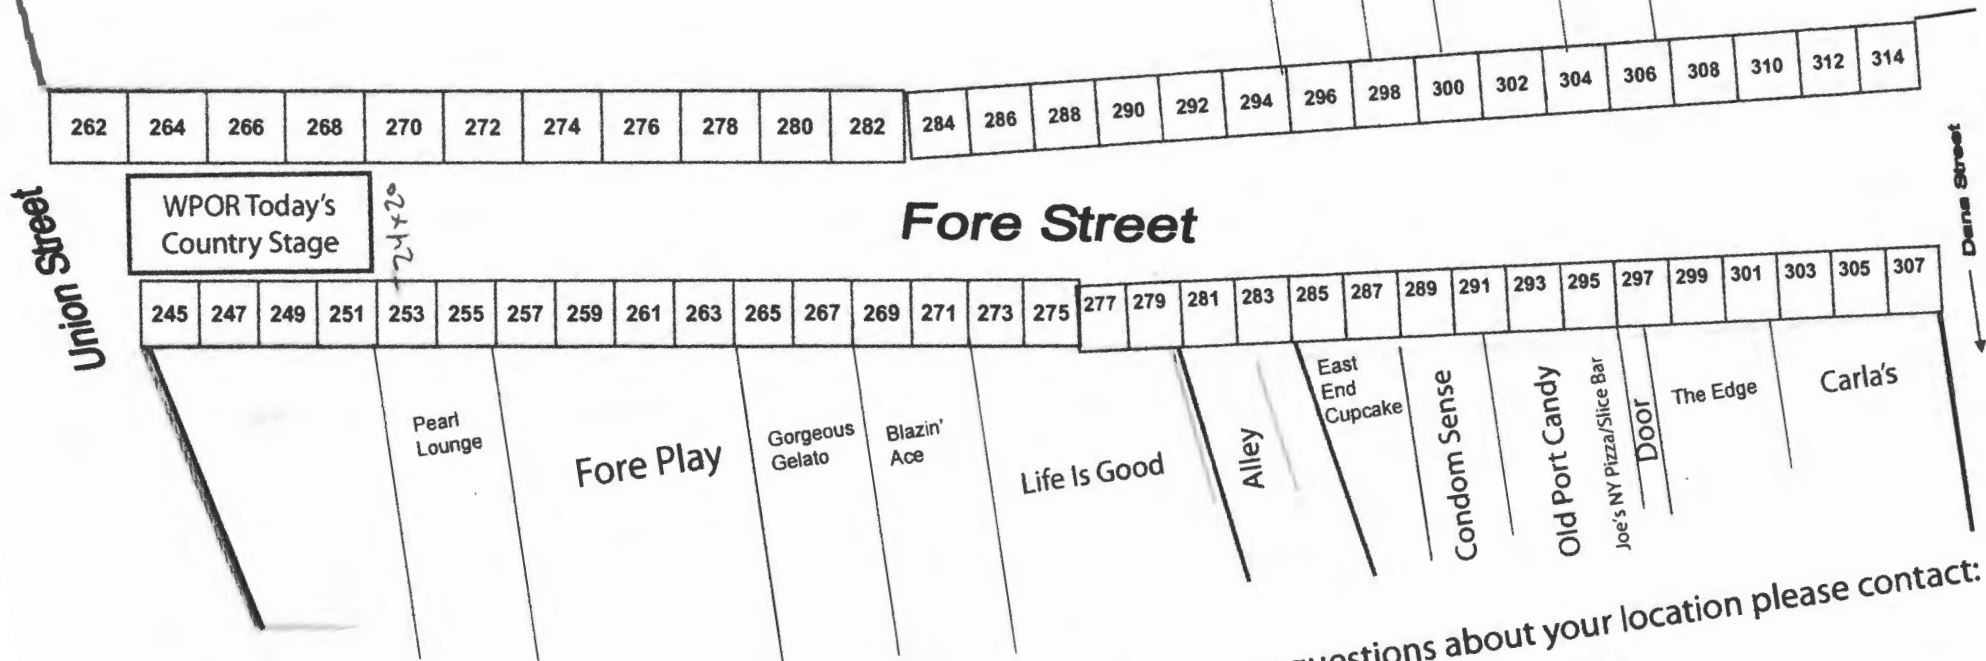 262 264 266 268 270 272 274 276 278 280 282 284 286 288 290 292 294 296 298 300 302 304 306 308 310 312 314
Union Street
WPOR Today's
Country Stage
24x20
Fore Street
Dana Street
245 247 249 251 253 255 257 259 261 263 265 267 269 271 273 275 277 279 281 283 285 287 289 291 293 295 297 299 301 303 305 307
Pearl
Lounge
Fore Play
Gorgeous
Gelato
Blazin'
Ace
Life Is Good
Alley
East
End
Cupcake
Condom Sense
Old Port Candy
Joe's NY Pizza/Slice Bar
Door
The Edge
Carla's
questions about your location please contact: